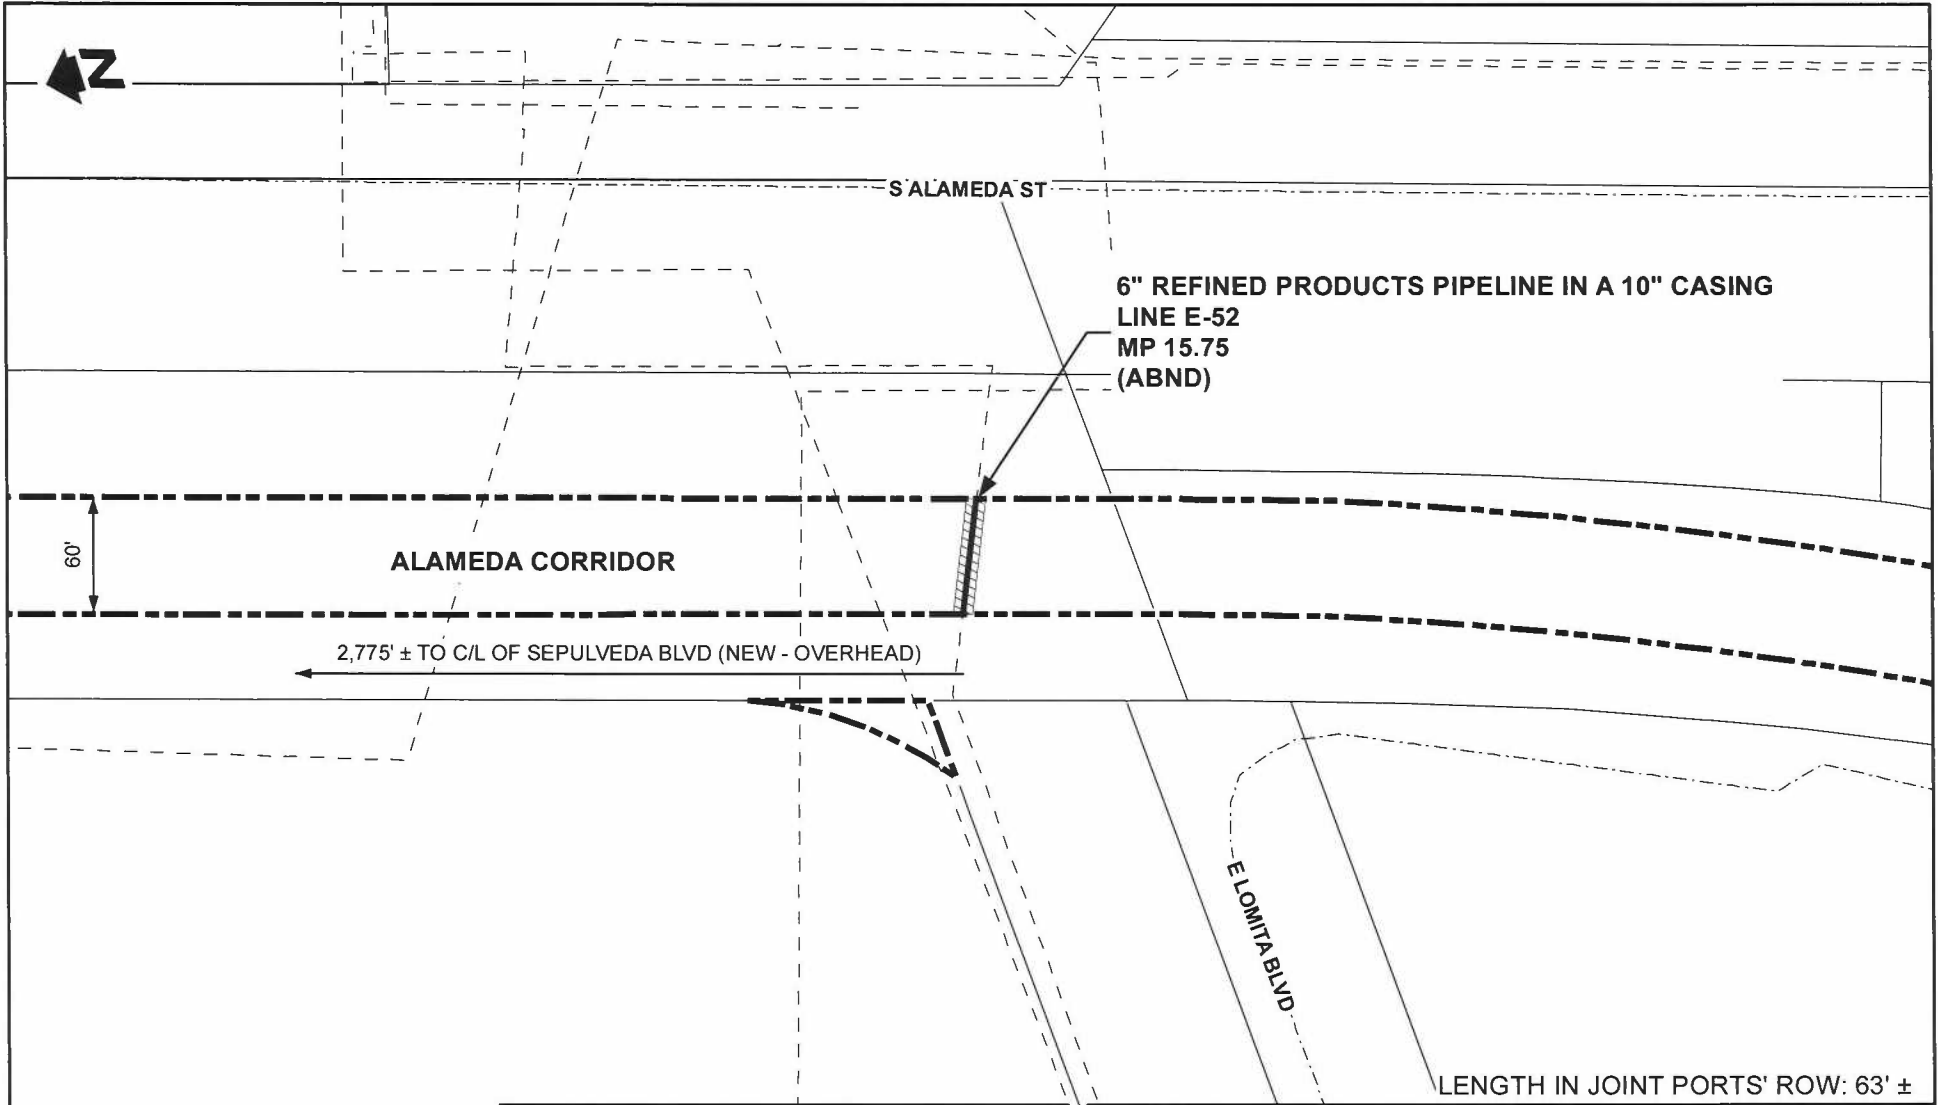 N
S ALAMEDA ST
6" REFINED PRODUCTS PIPELINE IN A 10" CASING
LINE E-52
MP 15.75
(ABND)
60'
ALAMEDA CORRIDOR
2,775' ± TO C/L OF SEPULVEDA BLVD (NEW - OVERHEAD)
E LOMITA BLVD
LENGTH IN JOINT PORTS' ROW: 63' ±